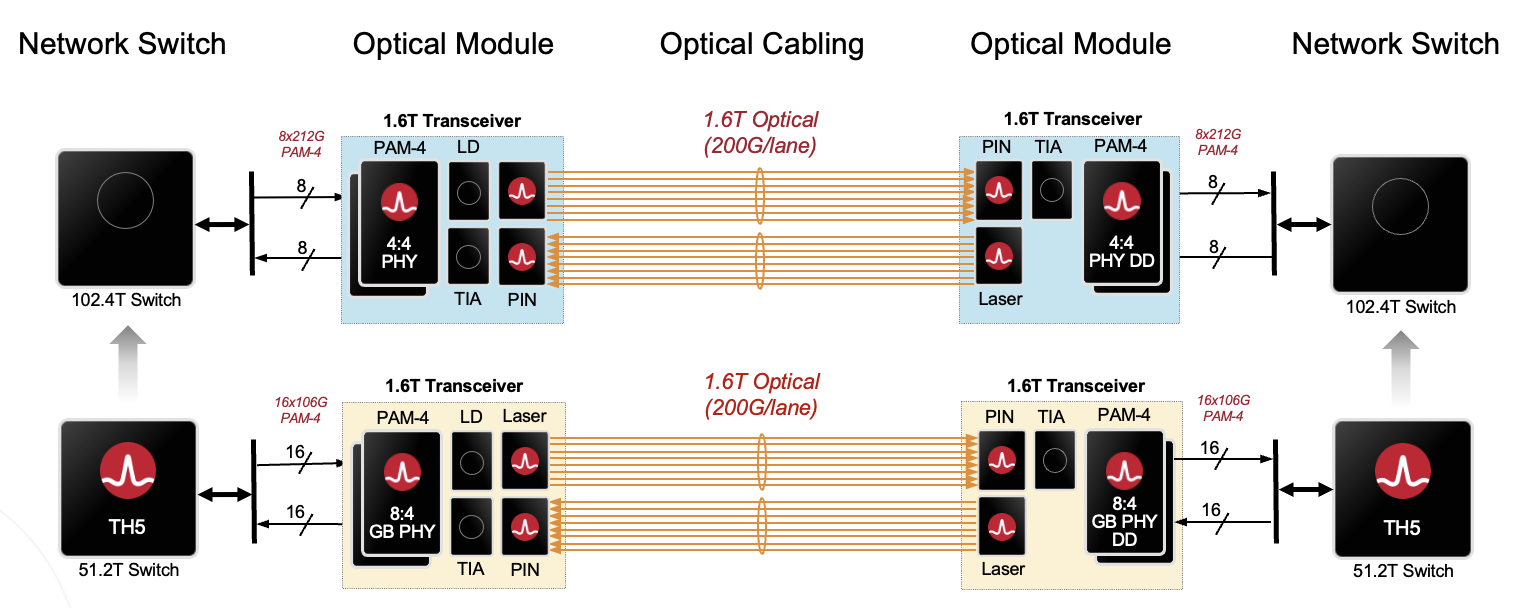 Network Switch
Optical Module
Optical Cabling
Optical Module
Network Switch
1.6T Transceiver
1.6T Optical
(200G/lane)
1.6T Transceiver
8x212G
PAM-4
PAM-4
LD
PIN
TIA
PAM-4
8x212G
PAM-4
8
8
4:4
PHY
4:4
PHY DD
8
8
TIA
PIN
Laser
102.4T Switch
102.4T Switch
1.6T Transceiver
1.6T Optical
(200G/lane)
1.6T Transceiver
16x106G
PAM-4
PAM-4
LD
Laser
PIN
TIA
PAM-4
16x106G
PAM-4
16
16
TH5
8:4
GB PHY
8:4
GB PHY
DD
TH5
16
16
TIA
PIN
Laser
51.2T Switch
51.2T Switch